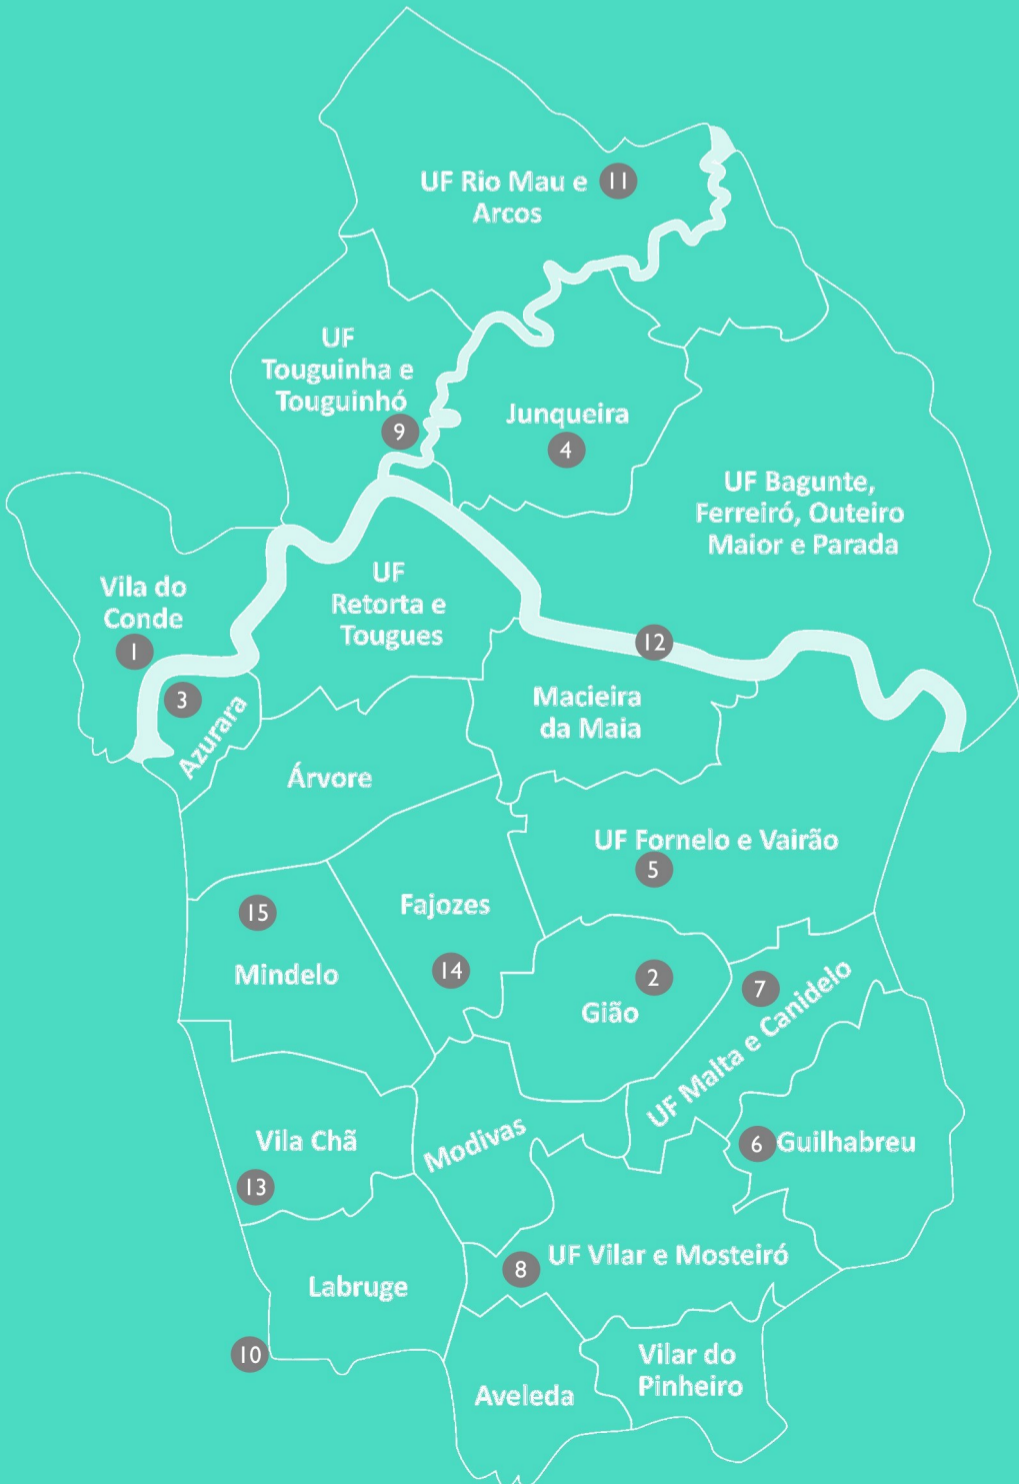 UF Rio Mau e 11
Arcos
UF
Touguinha e
Touguinhó
9
Junqueira
4
UF Bagunte,
Ferreiró, Outeiro
Maior e Parada
Vila do
Conde
1
UF
Retorta e
Tougues
12
3
Azurara
Macieira
da Maia
Árvore
UF Fornelo e Vairão
5
Fajozes
14
15
Mindelo
2
Gião
7
UF Malta e Canidelo
Vila Chã
13
Modivas
6 Guilhabreu
8 UF Vilar e Mosteiró
Labruge
10
Vilar do
Pinheiro
Aveleda